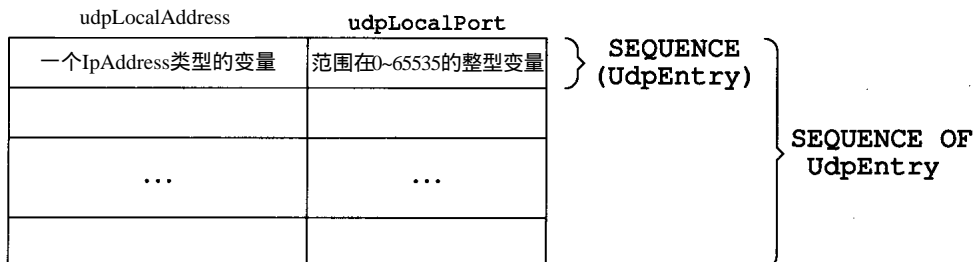 udpLocalAddress udpLocalPort
一个IpAddress类型的变量 范围在0~65535的整型变量
SEQUENCE
(UdpEntry)
SEQUENCE OF
UdpEntry
... ...